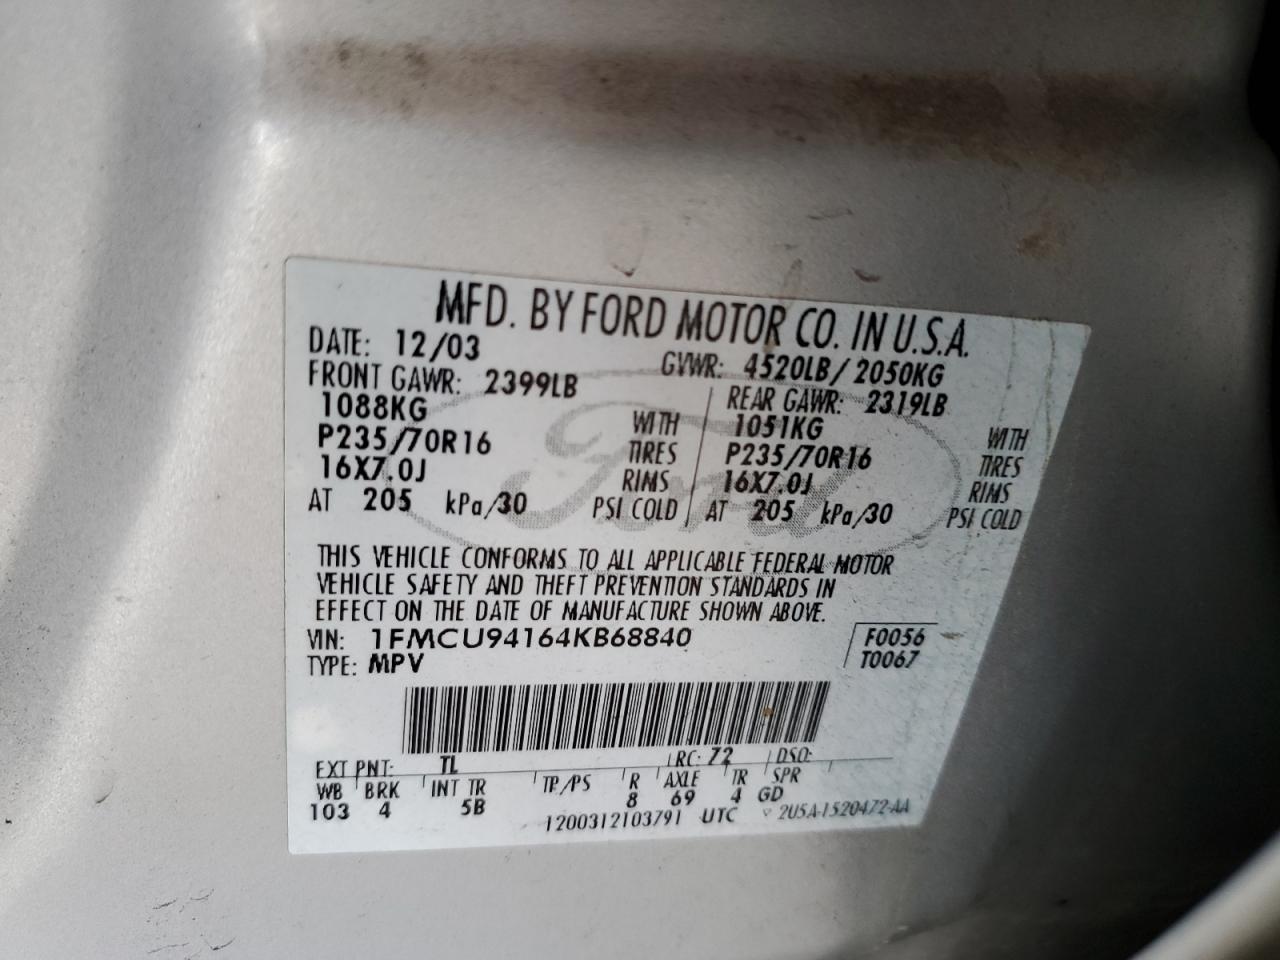 MFD. BY FORD MOTOR CO. IN U.S.A.
DATE: 12/03 GVWR: 4520LB/ 2050KG
FRONT GAWR: 2399LB REAR GAWR: 2319LB
1088KG WITH 1051KG WITH
P235/70R16 TIRES P235/70R16 TIRES
16X7.0J RIMS 16X7.0J RIMS
AT 205 kPa/30 PSI COLD AT 205 kPa/30 PSI COLD
Ford
THIS VEHICLE CONFORMS TO ALL APPLICABLE FEDERAL MOTOR
VEHICLE SAFETY AND THEFT PREVENTION STANDARDS IN
EFFECT ON THE DATE OF MANUFACTURE SHOWN ABOVE.
VIN: 1FMCU94164KB68840 F0056
TYPE: MPV T0067
EXT PNT: TL RC: 72 DSO:
WB BRK INT TR TP/PS R AXLE TR SPR
103 4 5B 8 69 4 GD
1200312103791 UTC 2U5A-1520472-AA